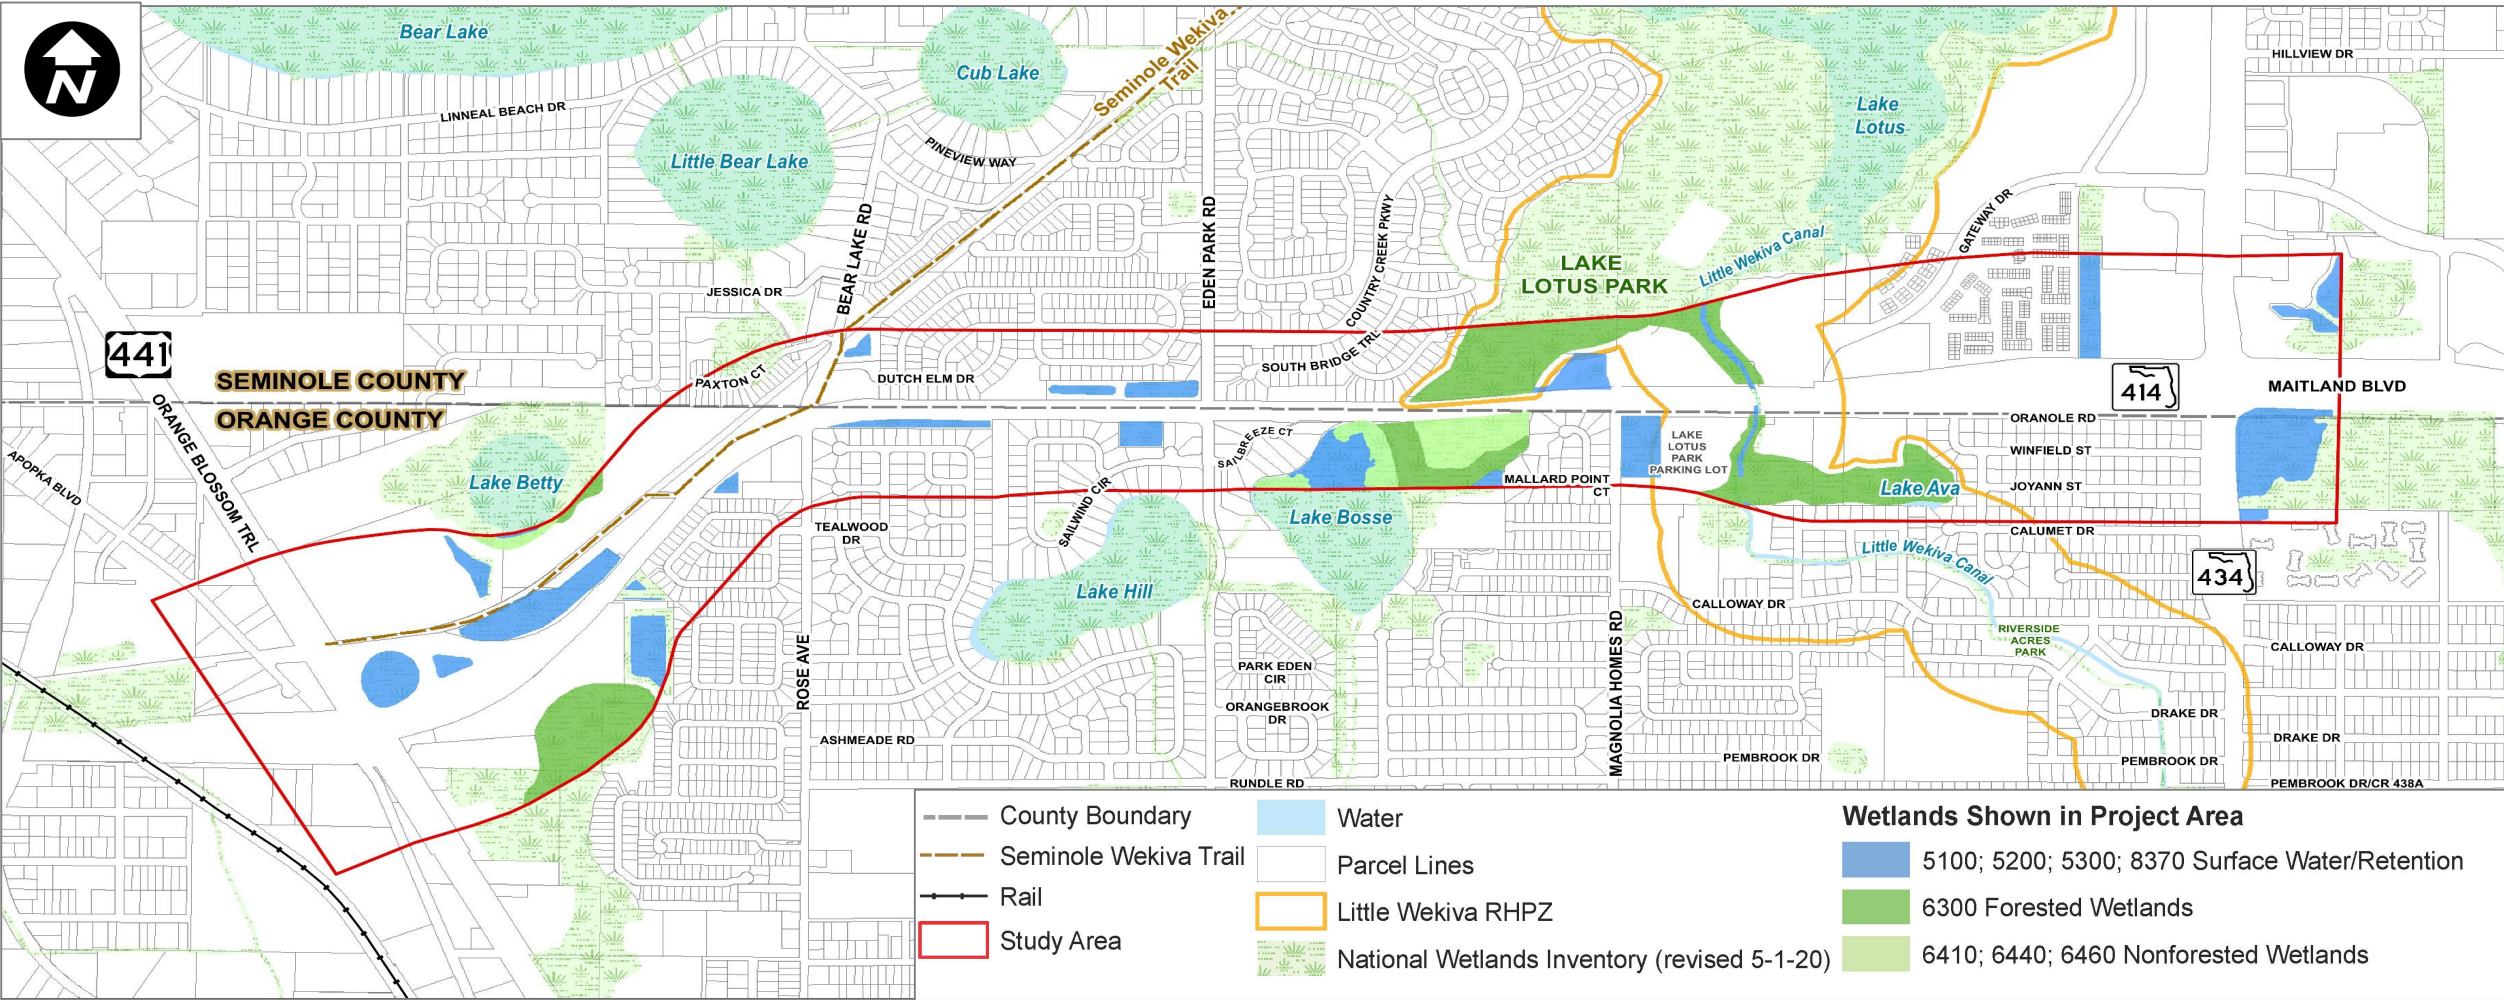 N
Bear Lake
Cub Lake
Seminole Wekiva
Trail
LINNEAL BEACH DR
Little Bear Lake
PINEVIEW WAY
HILLVIEW DR
Lake
Lotus
BEAR LAKE RD
EDEN PARK RD
COUNTRY CREEK PKWY
GATEWAY DR
Little Wekiva Canal
LAKE
LOTUS PARK
JESSICA DR
441
SEMINOLE COUNTY
ORANGE COUNTY
PAXTON CT
DUTCH ELM DR
SOUTH BRIDGE TRL
414
MAITLAND BLVD
ORANGE BLOSSOM TRL
APOPKA BLVD
Lake Betty
SAILBREEZE CT
LAKE
LOTUS
PARK
PARKING LOT
ORANOLE RD
WINFIELD ST
JOYANN ST
CALUMET DR
MALLARD POINT
CT
Lake Ava
SAILWIND CIR
TEALWOOD
DR
Lake Bosse
Lake Hill
Little Wekiva Canal
434
CALLOWAY DR
RIVERSIDE
ACRES
PARK
CALLOWAY DR
ROSE AVE
MAGNOLIA HOMES RD
PARK EDEN
CIR
ORANGEBROOK
DR
ASHMEADE RD
RUNDLE RD
PEMBROOK DR
DRAKE DR
DRAKE DR
PEMBROOK DR
PEMBROOK DR/CR 438A
County Boundary
Seminole Wekiva Trail
Rail
Study Area
Water
Parcel Lines
Little Wekiva RHPZ
National Wetlands Inventory (revised 5-1-20)
Wetlands Shown in Project Area
5100; 5200; 5300; 8370 Surface Water/Retention
6300 Forested Wetlands
6410; 6440; 6460 Nonforested Wetlands